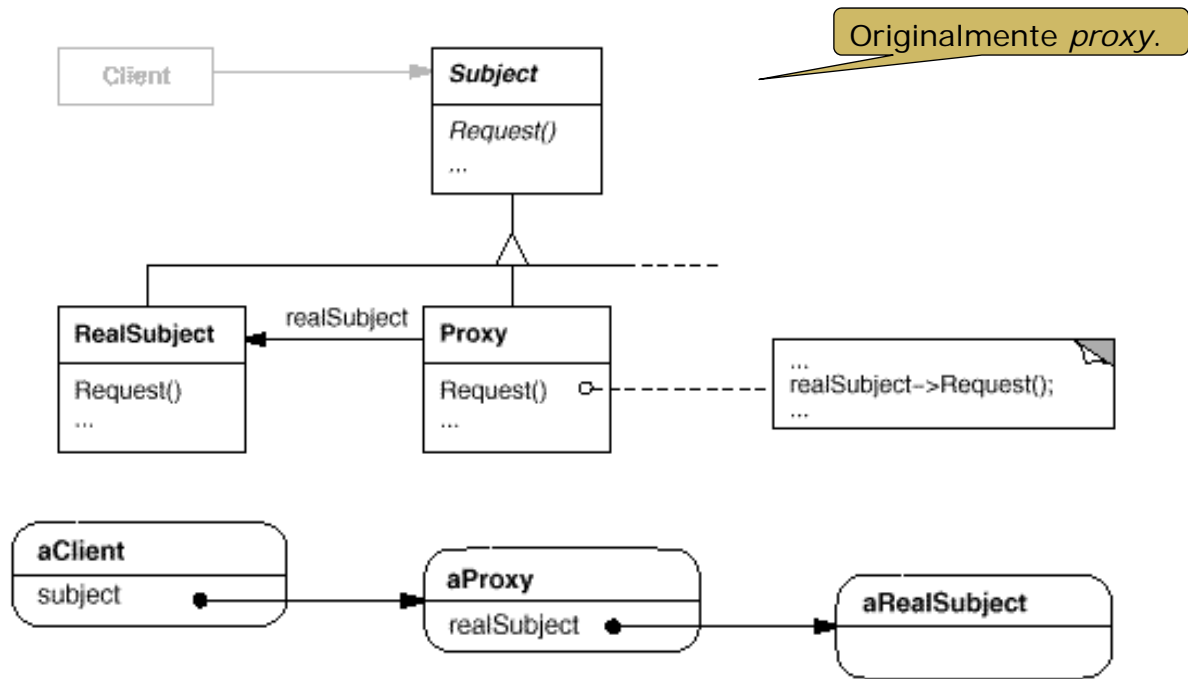 Originalmente proxy.
Client
Subject
Request()
...
RealSubject
Request()
...
realSubject
Proxy
Request()
...
...
realSubject->Request();
...
aClient
subject
aProxy
realSubject
aRealSubject